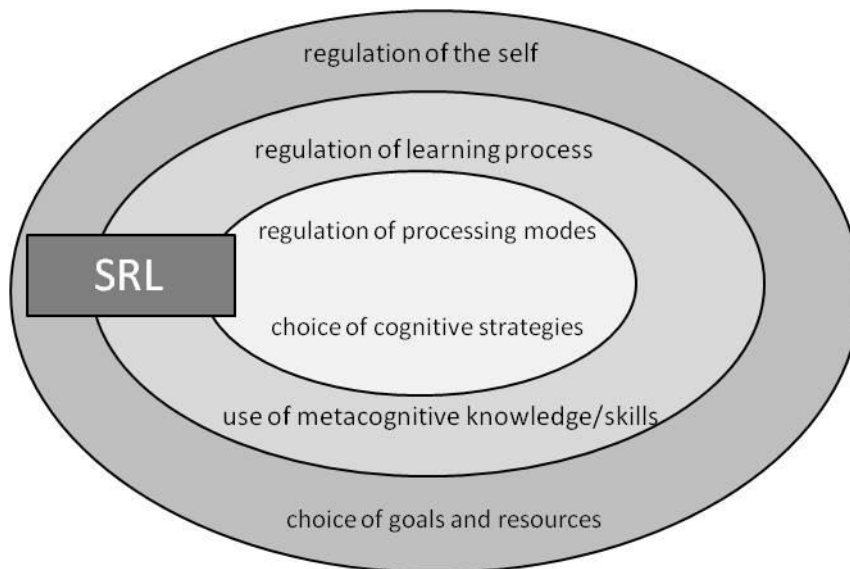 regulation of the self
regulation of learning process
regulation of processing modes
SRL
choice of cognitive strategies
use of metacognitive knowledge/skills
choice of goals and resources